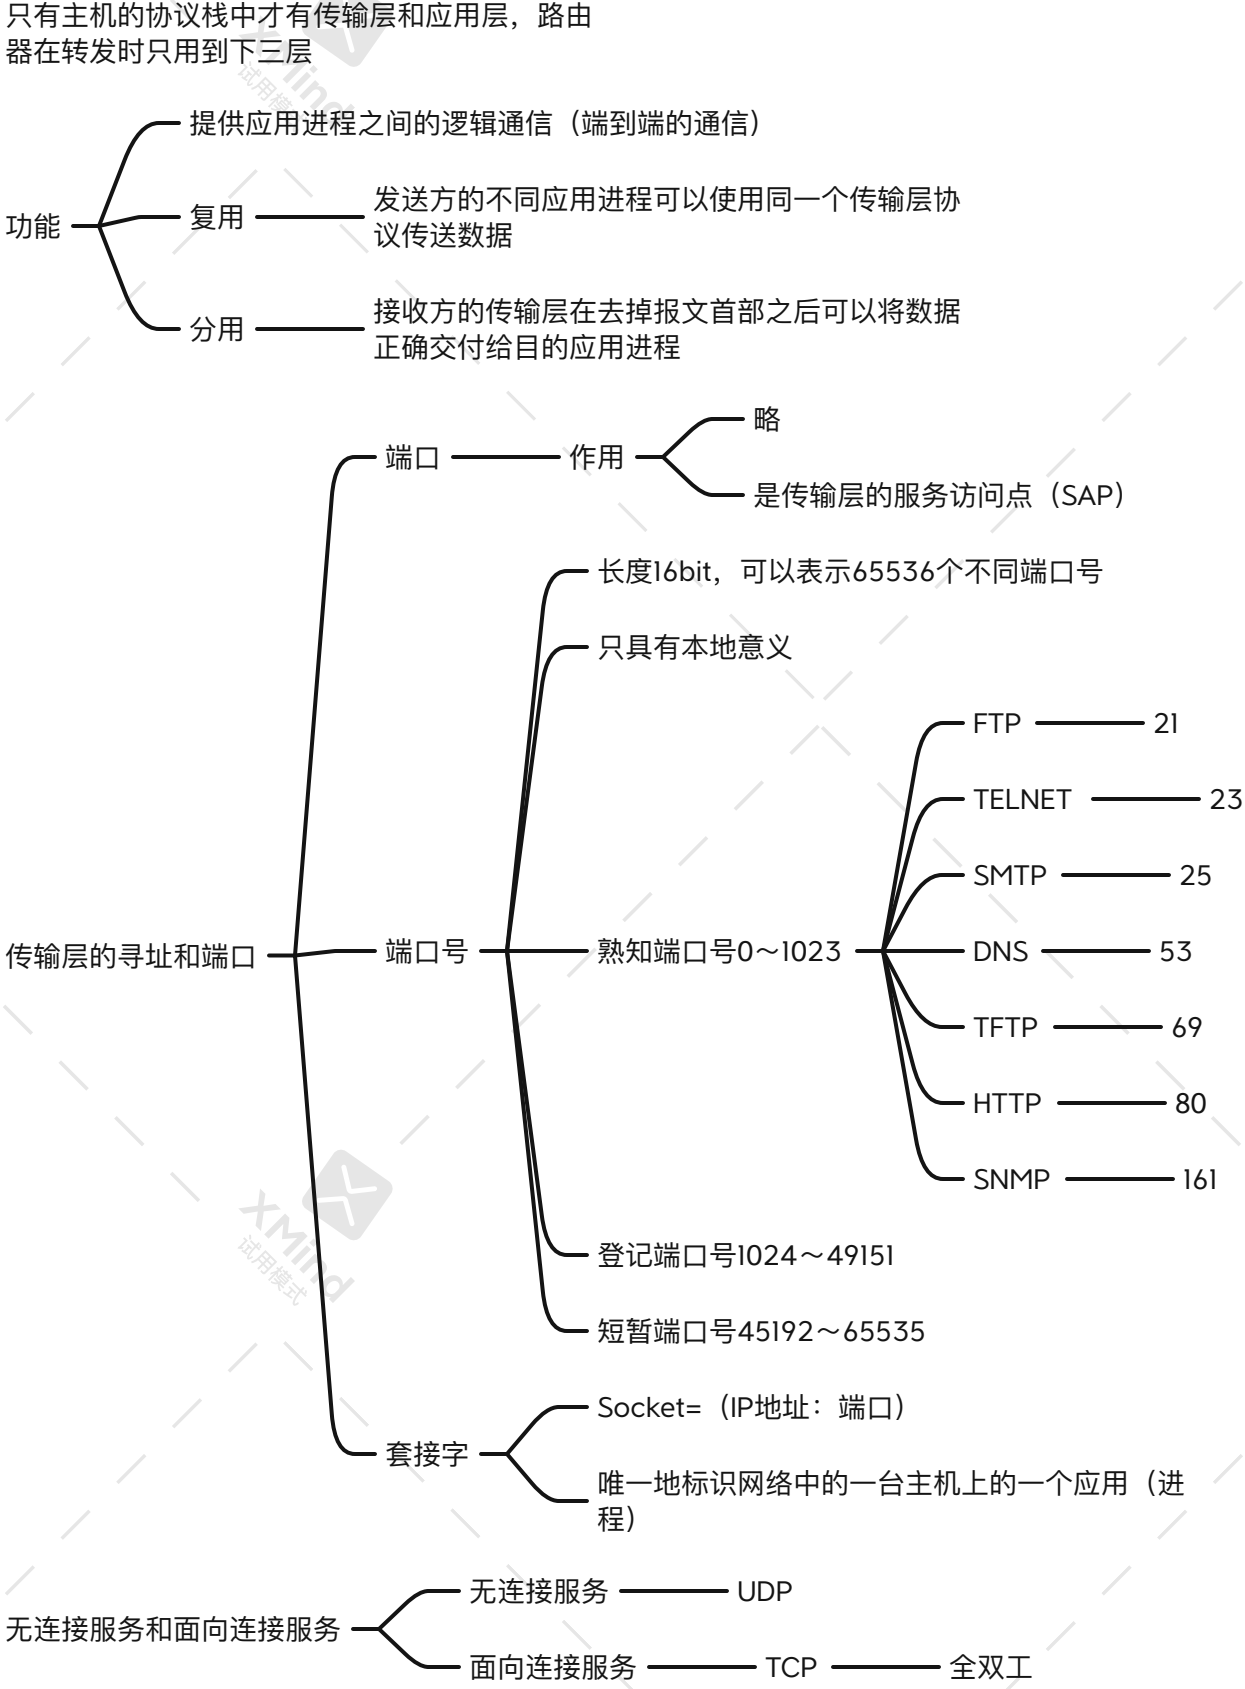 只有主机的协议栈中才有传输层和应用层，路由
器在转发时只用到下三层
功能
提供应用进程之间的逻辑通信（端到端的通信）
复用
发送方的不同应用进程可以使用同一个传输层协
议传送数据
分用
接收方的传输层在去掉报文首部之后可以将数据
正确交付给目的应用进程
传输层的寻址和端口
端口
作用
略
是传输层的服务访问点（SAP）
端口号
长度16bit，可以表示65536个不同端口号
只具有本地意义
熟知端口号0～1023
FTP
21
TELNET
23
SMTP
25
DNS
53
TFTP
69
HTTP
80
SNMP
161
登记端口号1024～49151
短暂端口号45192～65535
套接字
Socket=（IP地址：端口）
唯一地标识网络中的一台主机上的一个应用（进
程）
无连接服务和面向连接服务
无连接服务
UDP
面向连接服务
TCP
全双工
XMind
试用模式
XMind
试用模式